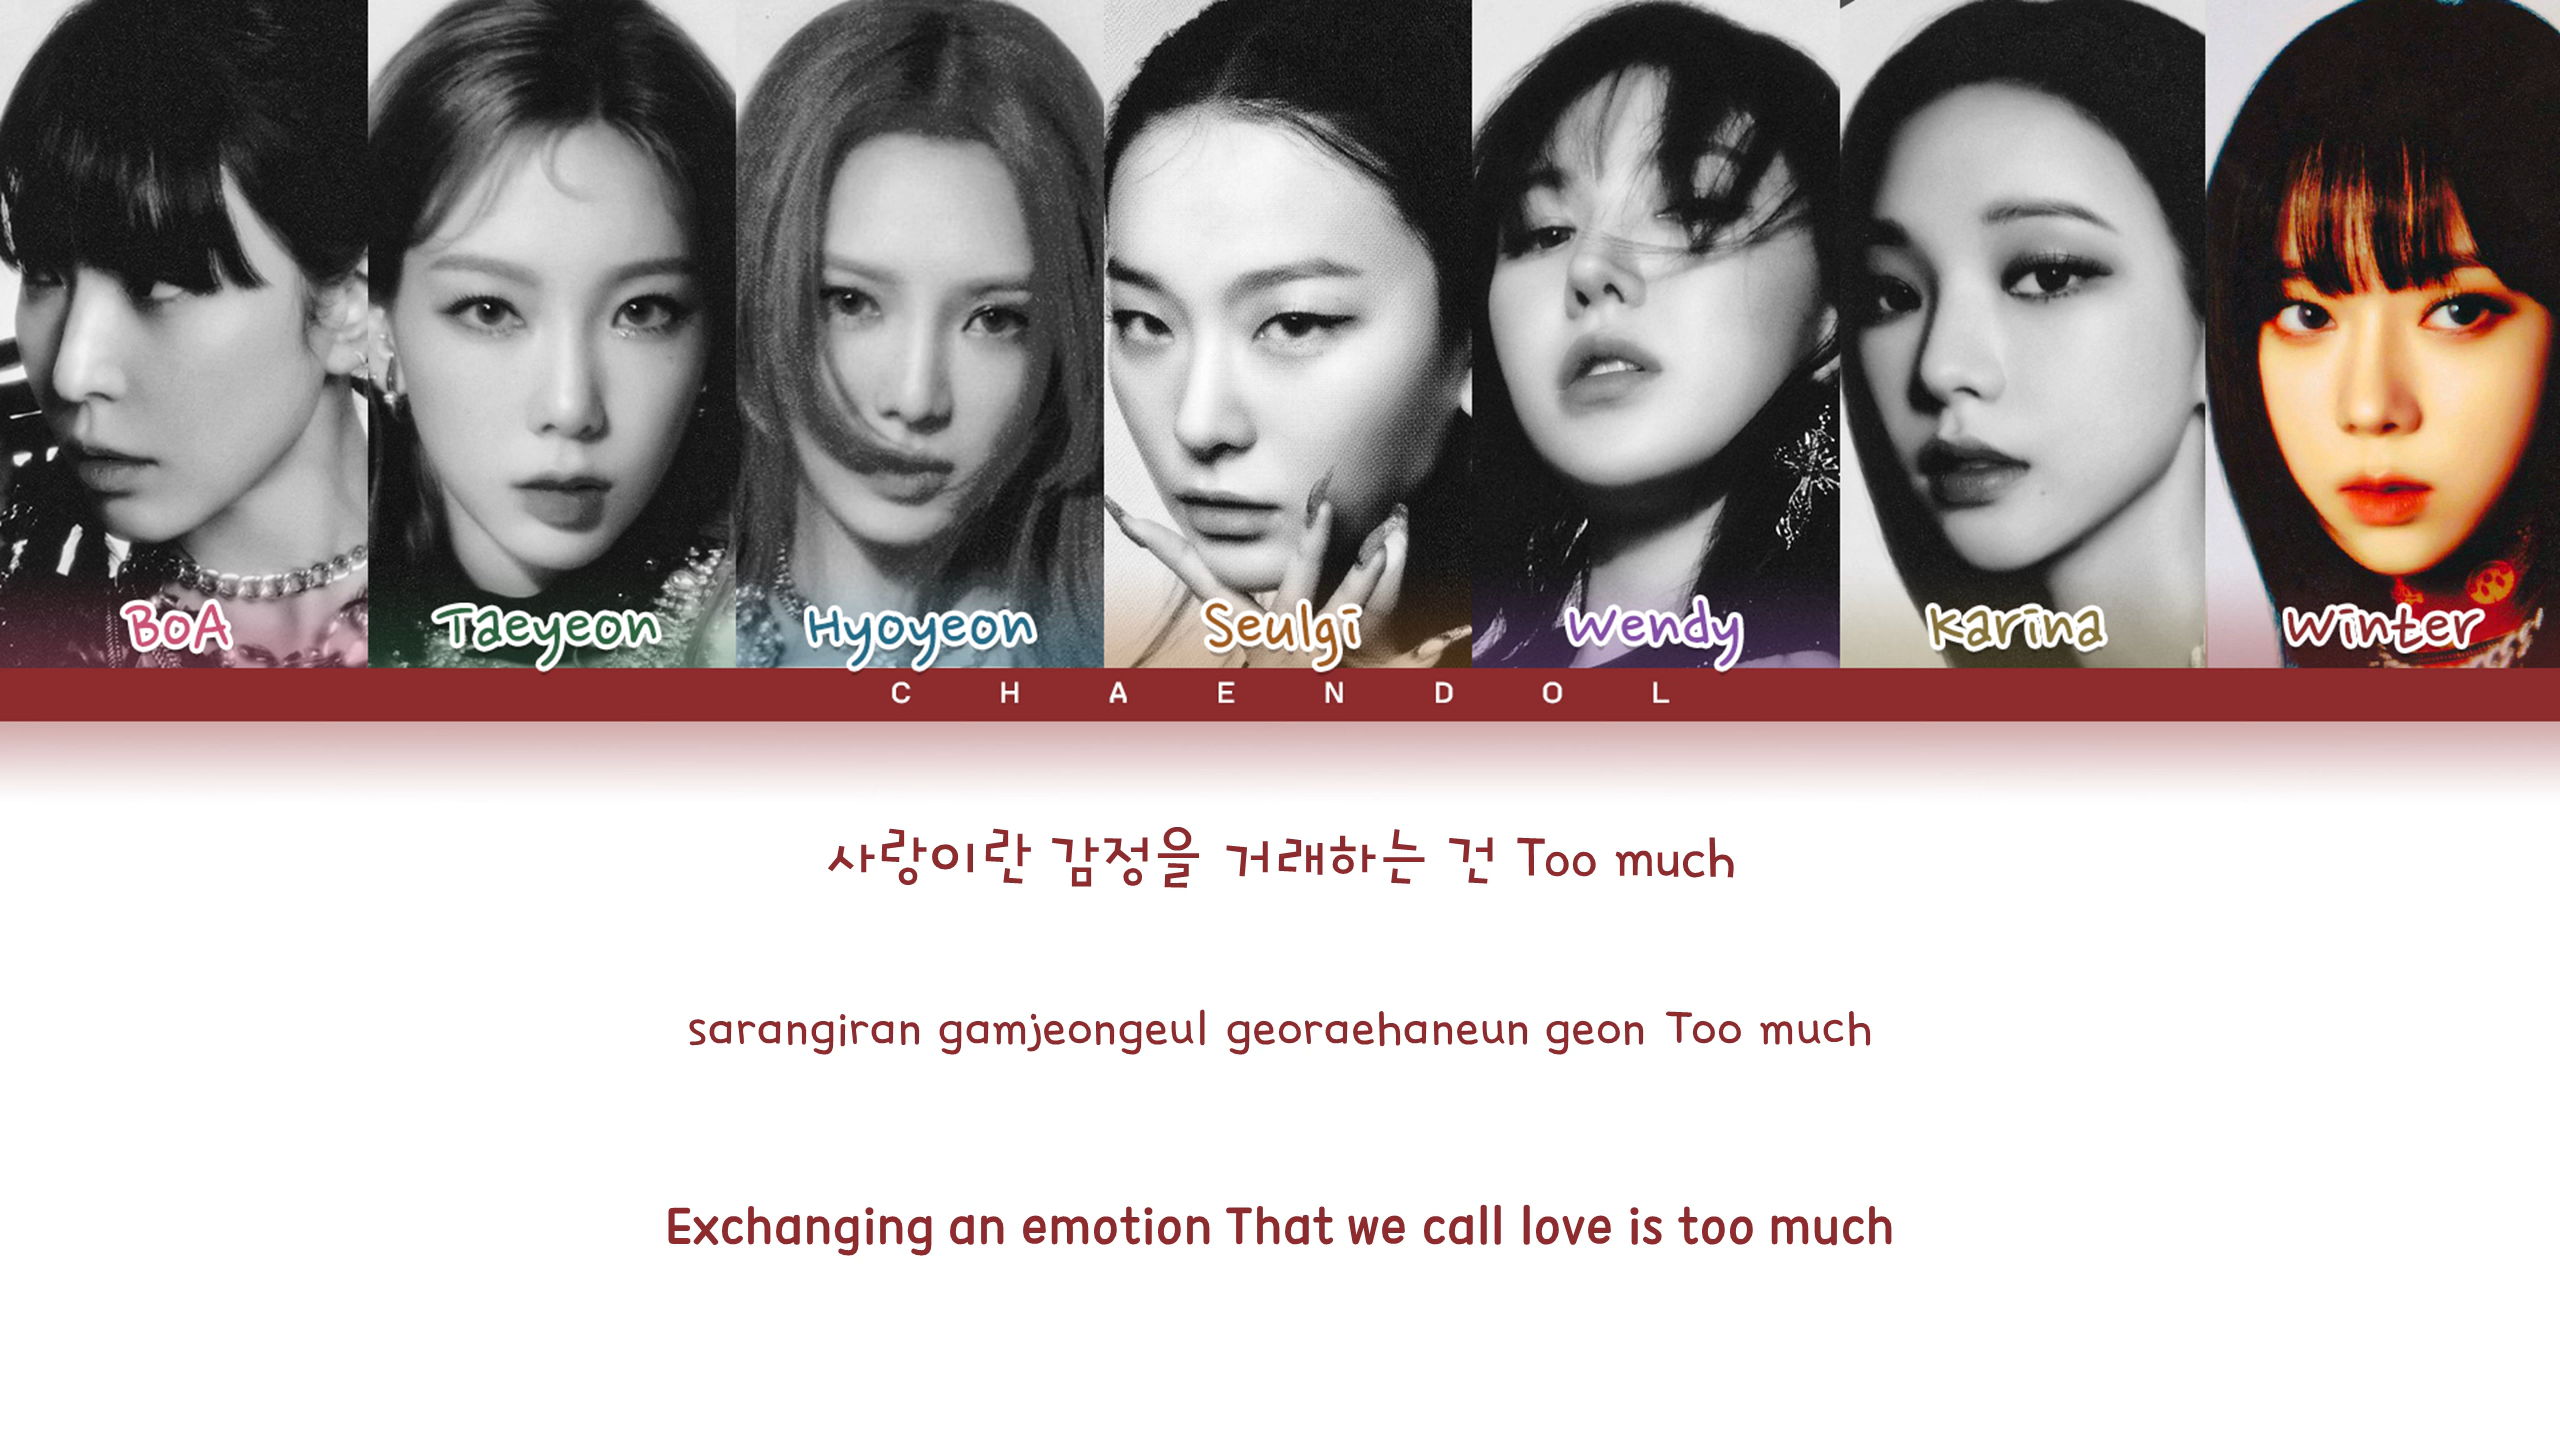 BoA Taeyeon Hyoyeon Seulgi Wendy Karina Winter
CHAENDOL
사랑이란 감정을 거래하는 건 Too much
sarangiran gamjeongeul georaehaneun geon Too much
Exchanging an emotion That we call love is too much